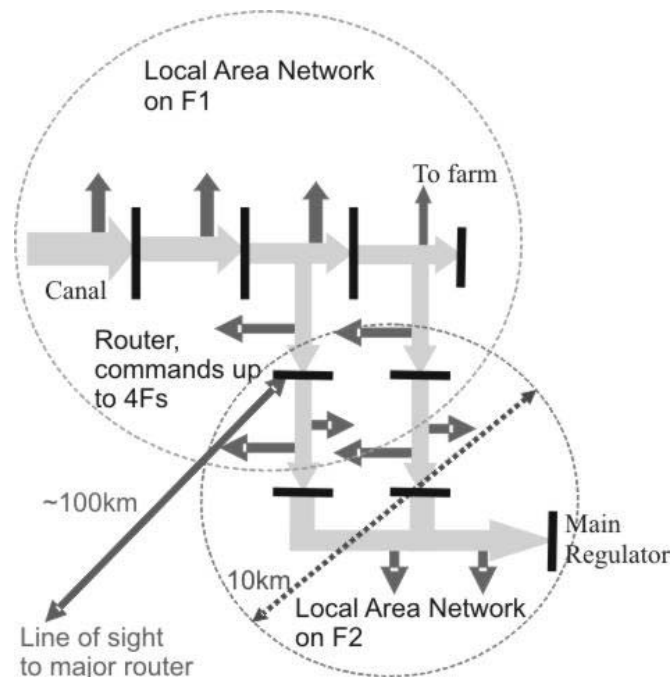 Local Area Network
on F1
To farm
Canal
Router,
commands up
to 4Fs
~100km
Main
Regulator
10km
Local Area Network
on F2
Line of sight
to major router